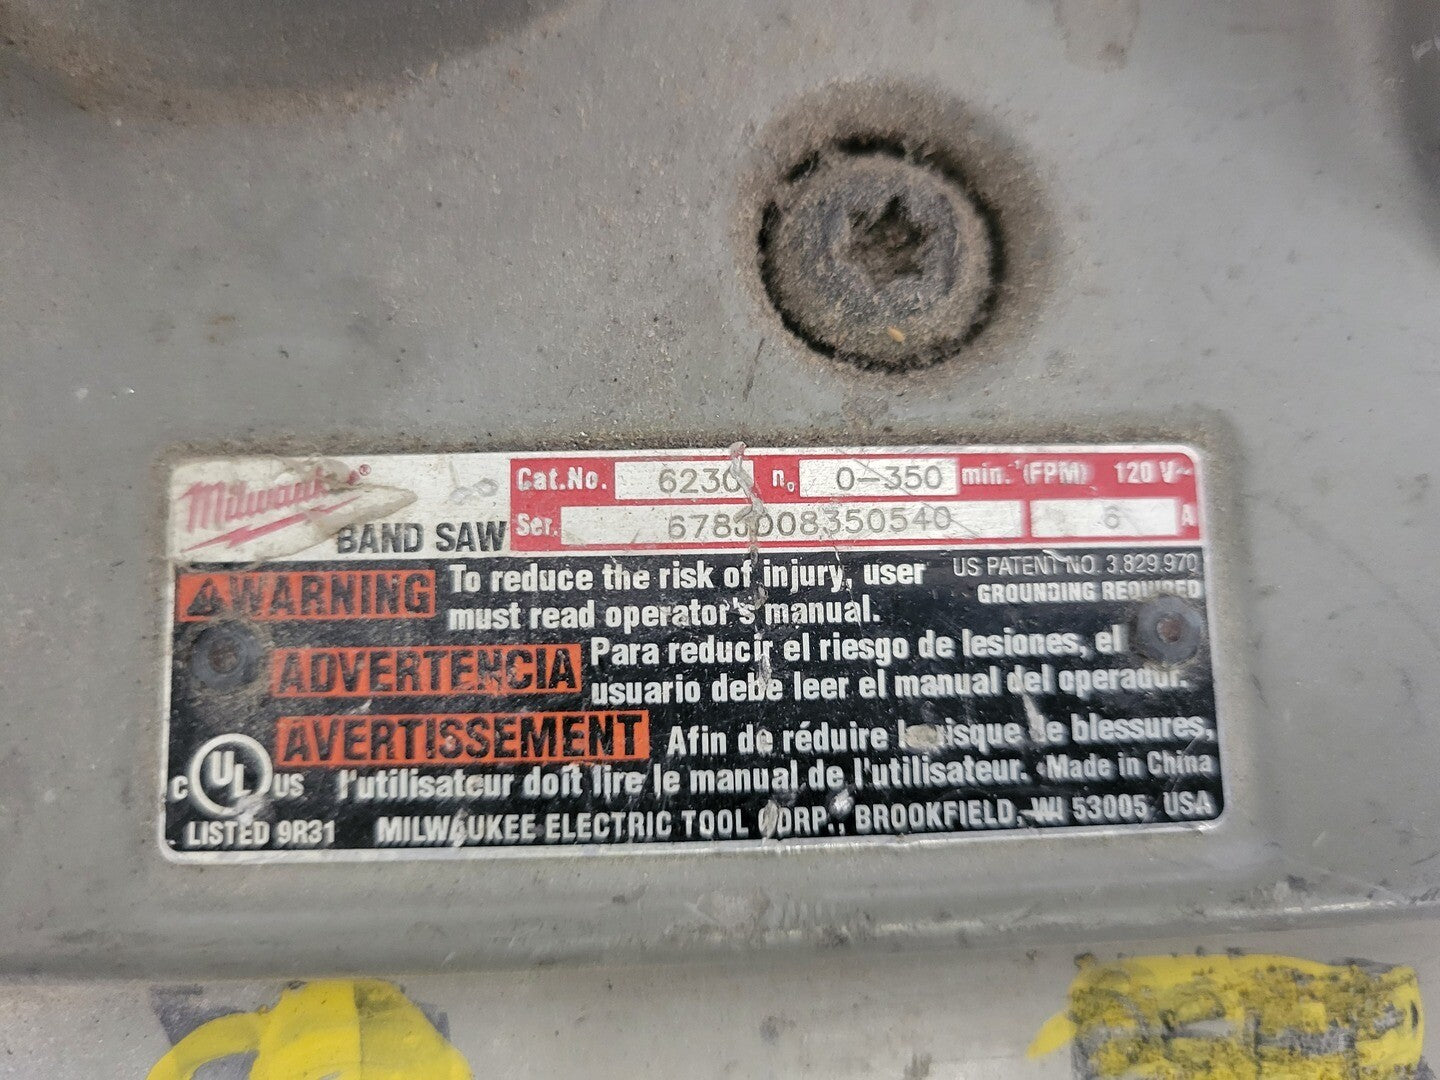 Milwaukee®
BAND SAW
Cat.No. 6230 n₀ 0-350 min.⁻¹ (FPM) 120 V~
Ser. 6 A
WARNING To reduce the risk of injury, user
must read operator's manual.
US PATENT NO. 3.829.970
GROUNDING REQUIRED
ADVERTENCIA Para reducir el riesgo de lesiones, el
usuario debe leer el manual del operador.
AVERTISSEMENT Afin de réduire le risque de blessures,
l'utilisateur doit lire le manual de l'utilisateur. Made in China
C UL US
LISTED 9R31
MILWAUKEE ELECTRIC TOOL CORP., BROOKFIELD, WI 53005 USA